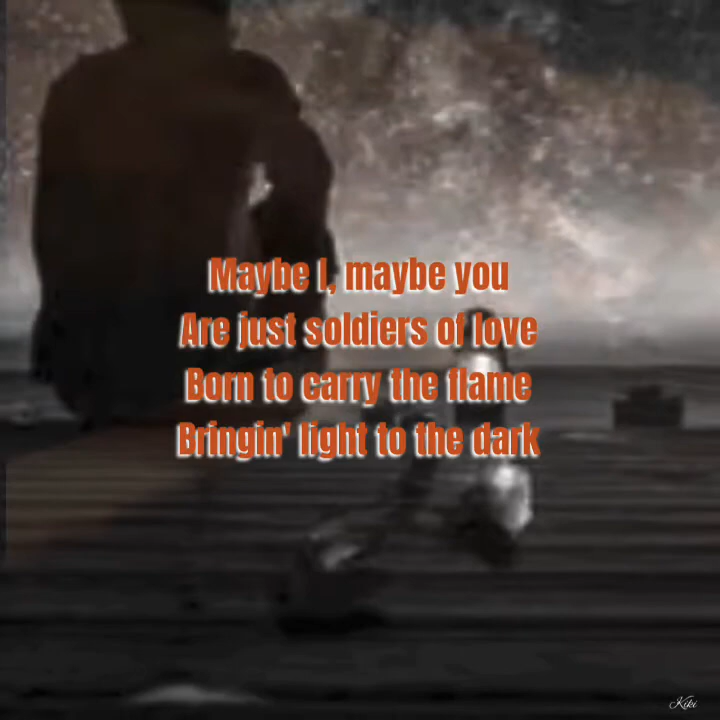 Maybe I, maybe you
Are just soldiers of love
Born to carry the flame
Bringin' light to the dark
Kiki